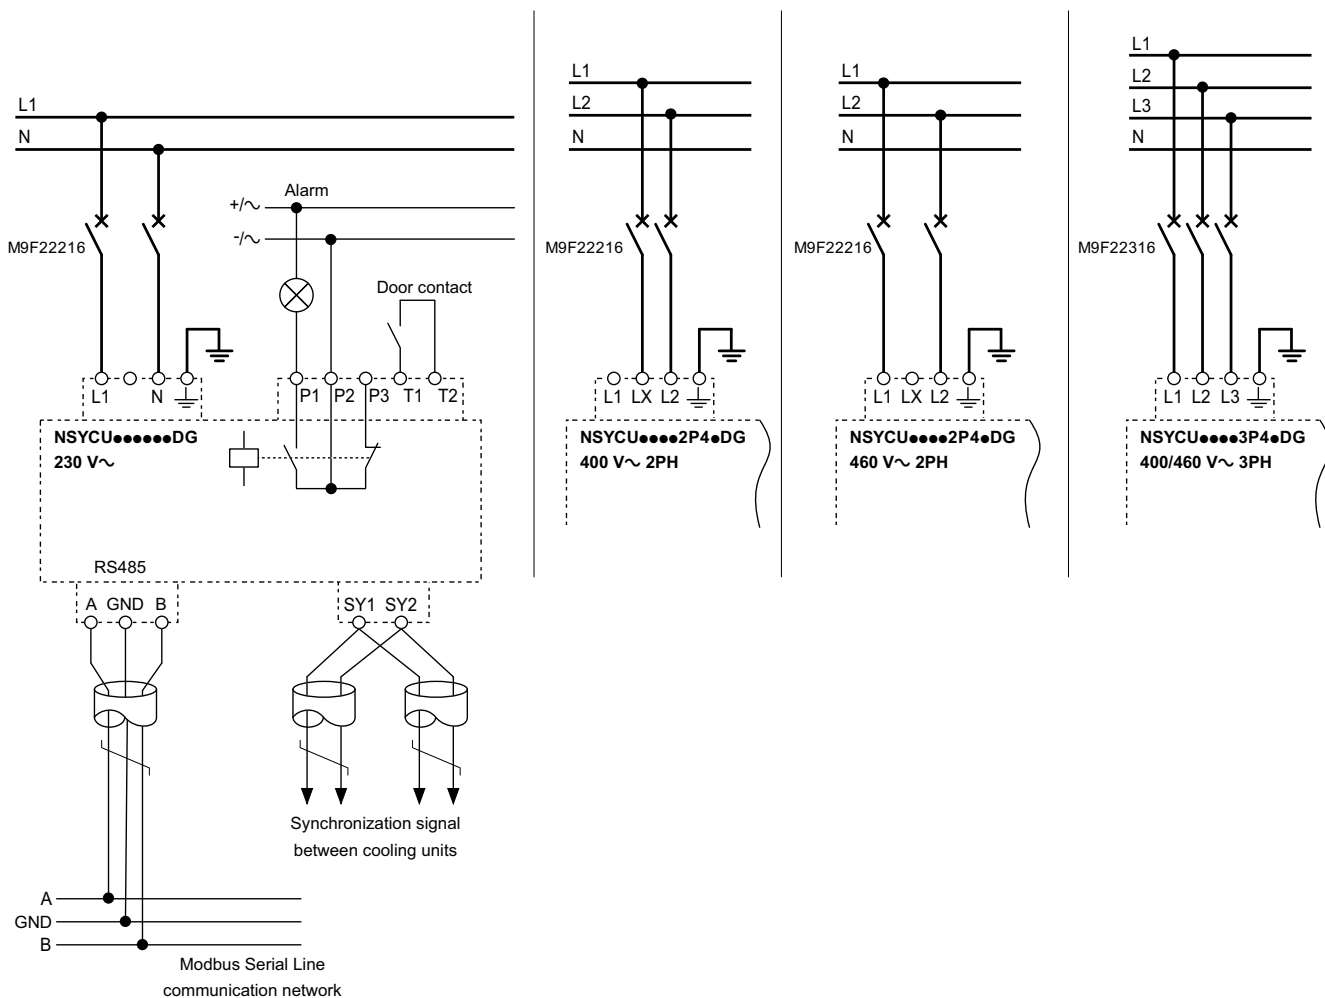 L1
N
Alarm
+/∿
-/∿
M9F22216
Door contact
L1 N ⏚
P1 P2 P3 T1 T2
NSYCU●●●●●●DG
230 V∿
RS485
A GND B
SY1 SY2
Synchronization signal
between cooling units
A
GND
B
Modbus Serial Line
communication network
L1
L2
N
M9F22216
L1 LX L2 ⏚
NSYCU●●●●2P4●DG
400 V∿ 2PH
L1
L2
N
M9F22216
L1 LX L2 ⏚
NSYCU●●●●2P4●DG
460 V∿ 2PH
L1
L2
L3
N
M9F22316
L1 L2 L3 ⏚
NSYCU●●●●3P4●DG
400/460 V∿ 3PH